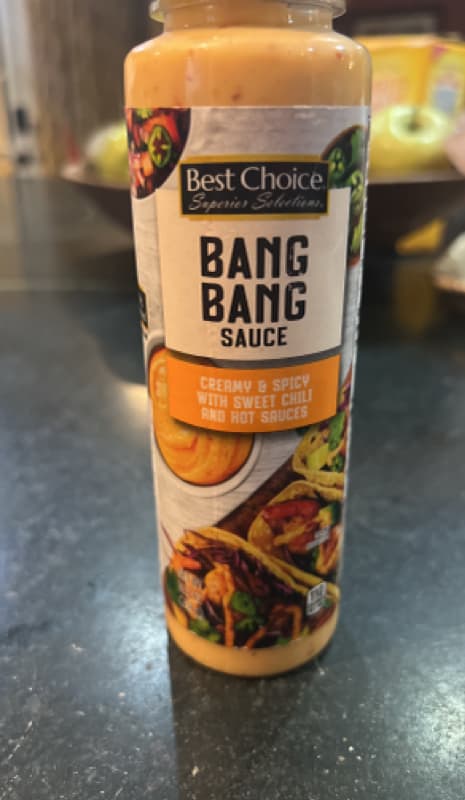 Best Choice.
Superior Selections.
BANG
BANG
SAUCE
CREAMY & SPICY
WITH SWEET CHILI
AND HOT SAUCES